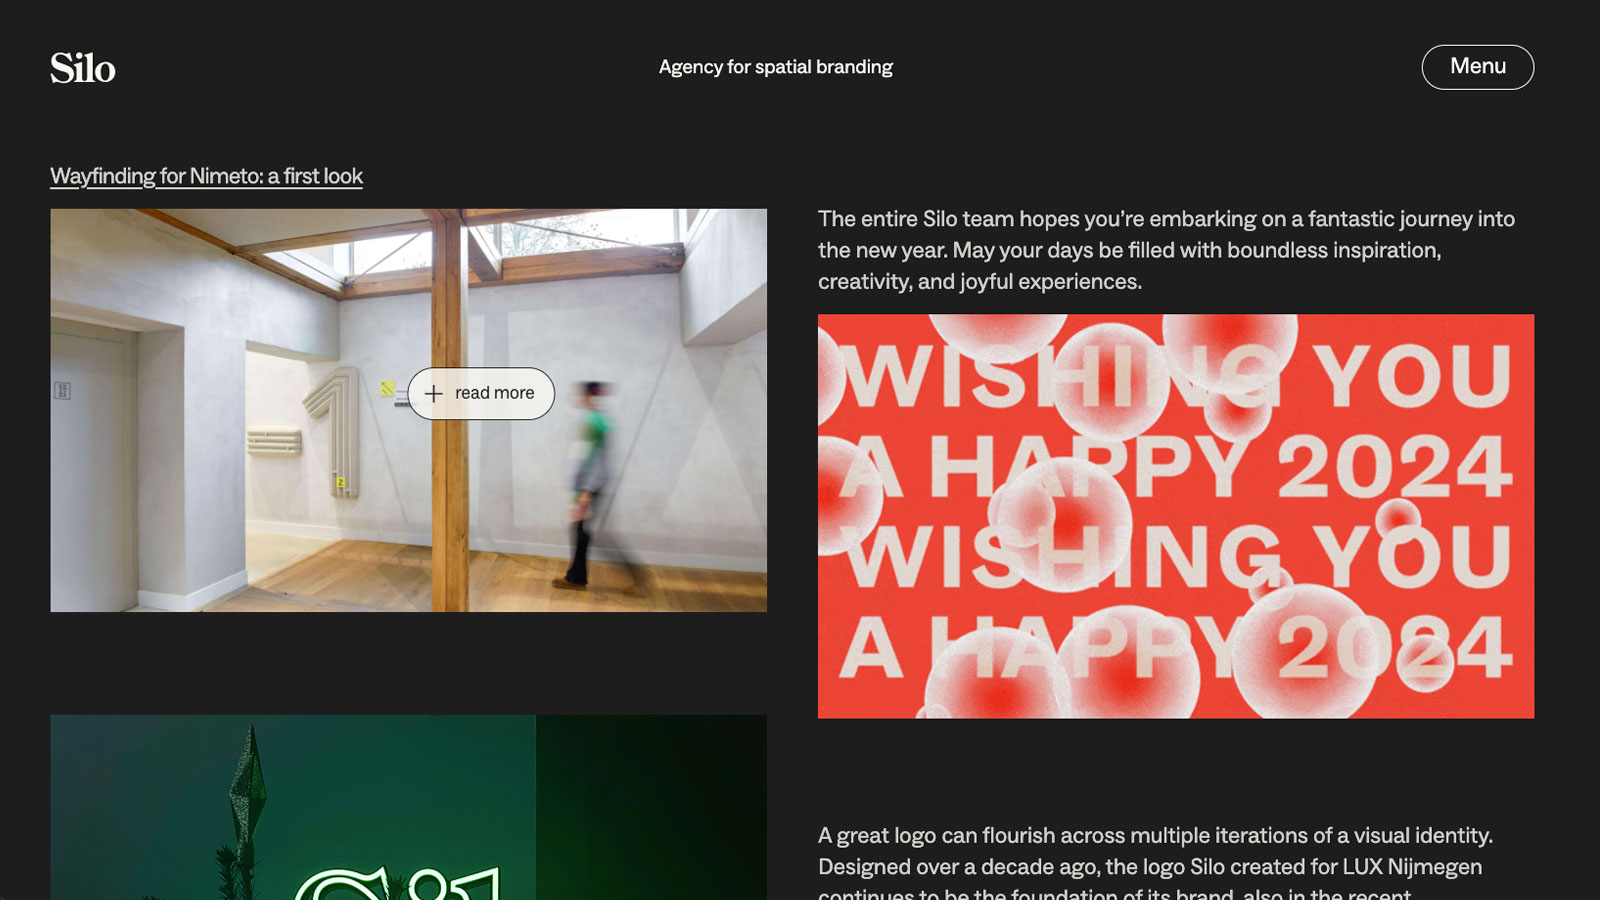 Silo
Agency for spatial branding
Menu
Wayfinding for Nimeto: a first look
1
+ read more
The entire Silo team hopes you’re embarking on a fantastic journey into
the new year. May your days be filled with boundless inspiration,
creativity, and joyful experiences.
WISHING YOU
A HAPPY 2024
WISHING YOU
A HAPPY 2024
A great logo can flourish across multiple iterations of a visual identity.
Designed over a decade ago, the logo Silo created for LUX Nijmegen
continues to be the foundation of its brand, also in the recent